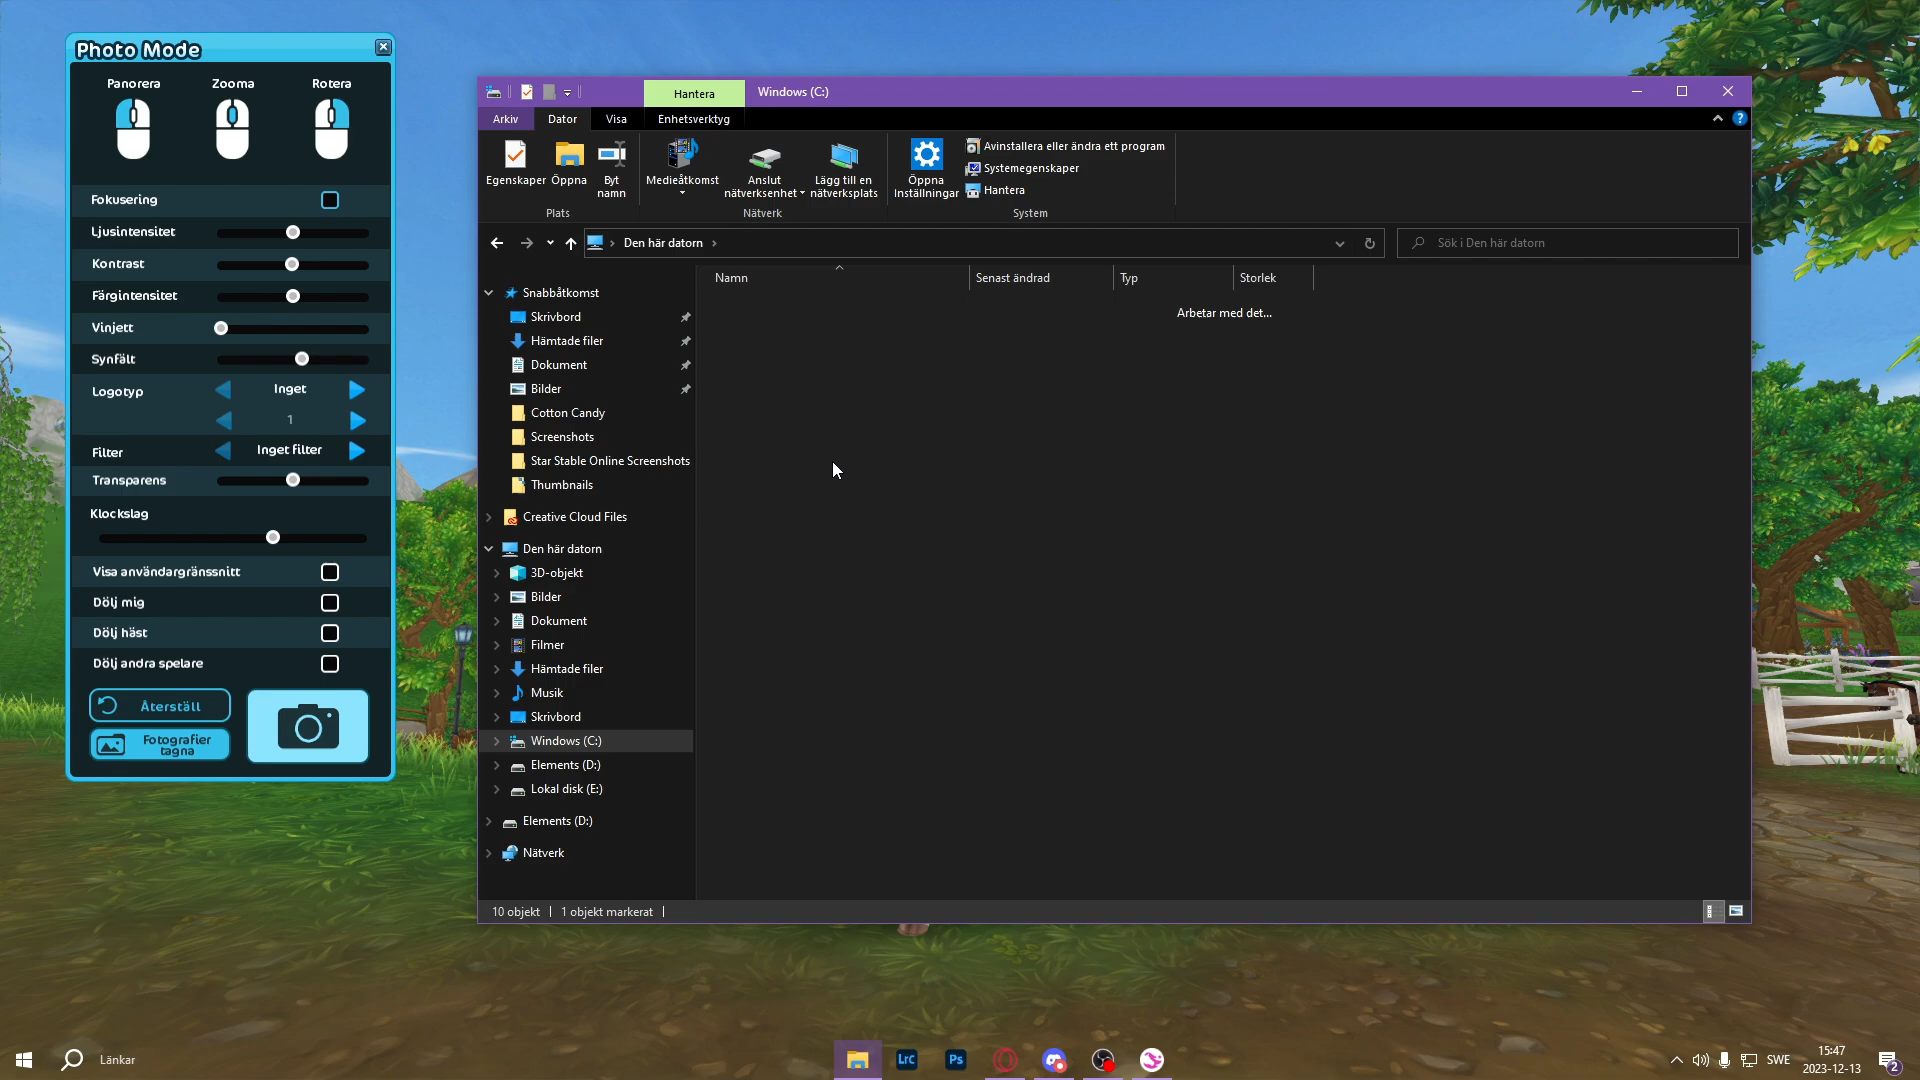 Photo Mode
Panorera
Zooma
Rotera
Fokusering
Ljusintensitet
Kontrast
Färgintensitet
Vinjett
Synfält
Logotyp
Inget
1
Filter
Inget filter
Transparens
Klockslag
Visa användargränssnitt
Dölj mig
Dölj häst
Dölj andra spelare
Återställ
Fotografier
tagna
Hantera
Windows (C:)
Arkiv
Dator
Visa
Enhetsverktyg
Egenskaper
Öppna
Byt
namn
Plats
Medieåtkomst
Anslut
nätverksenhet
Lägg till en
nätverksplats
Nätverk
Öppna
Inställningar
Avinstallera eller ändra ett program
Systemegenskaper
Hantera
System
Den här datorn
Sök i Den här datorn
Namn
Senast ändrad
Typ
Storlek
Arbetar med det...
Snabbåtkomst
Skrivbord
Hämtade filer
Dokument
Bilder
Cotton Candy
Screenshots
Star Stable Online Screenshots
Thumbnails
Creative Cloud Files
Den här datorn
3D-objekt
Bilder
Dokument
Filmer
Hämtade filer
Musik
Skrivbord
Windows (C:)
Elements (D:)
Lokal disk (E:)
Elements (D:)
Nätverk
10 objekt
1 objekt markerat
Länkar
Lrc
Ps
SWE
15:47
2023-12-13
2